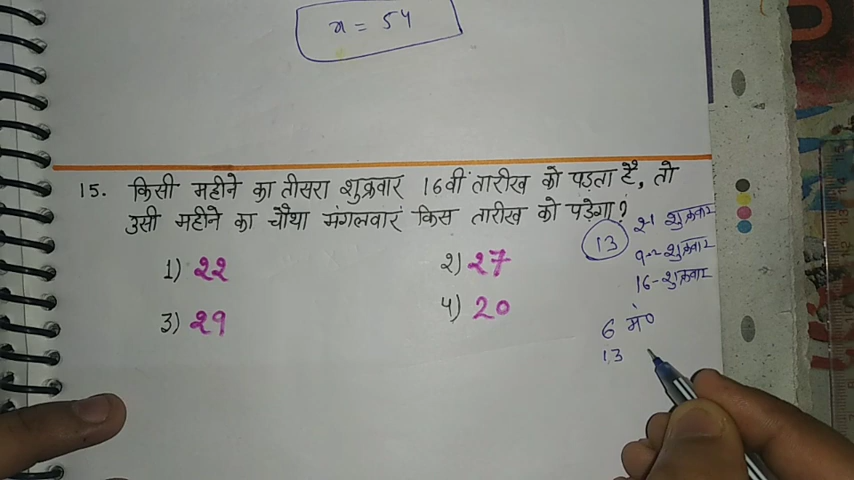 x = 54
15. किसी महीने का तीसरा शुक्रवार 16वीं तारीख को पडता है, तो
उसी महीने का चौथा मंगलवार किस तारीख को पड़ेगा?
1) 22
2) 27
3) 29
4) 20
13
2- शुक्रवार
9- शुक्रवार
16-शुक्रवार
6 मं०
13